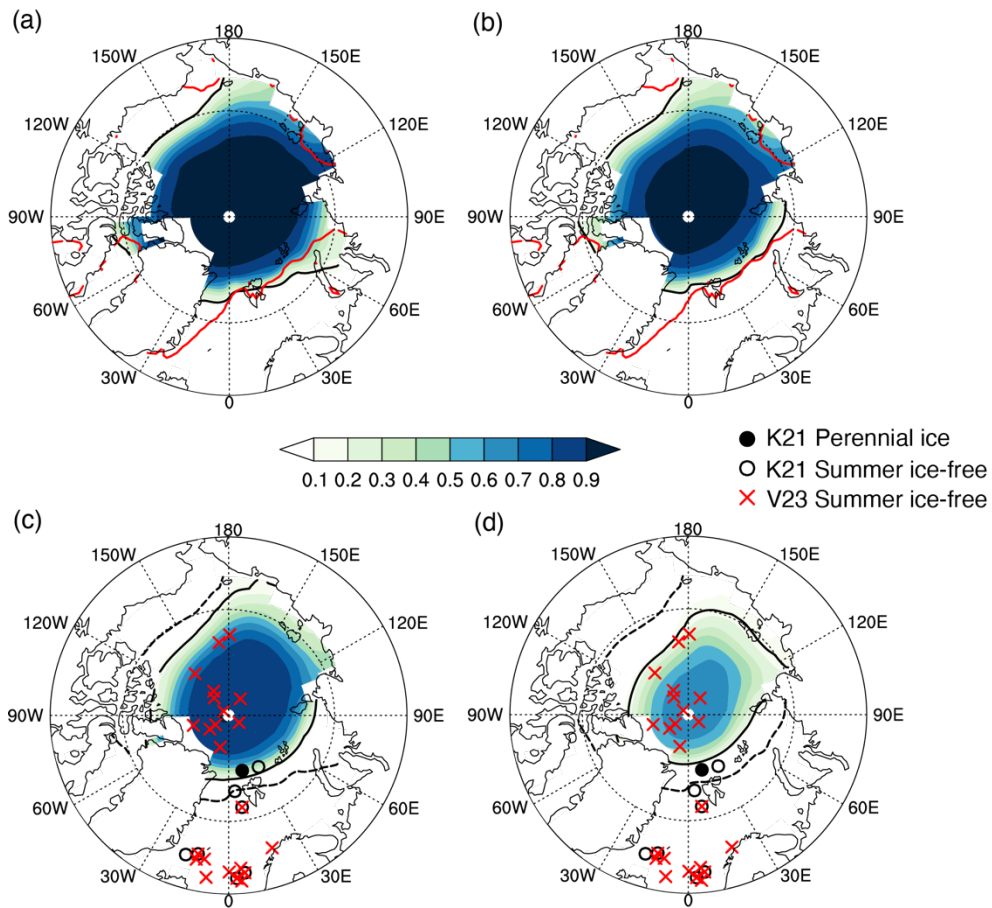 (a)
(b)
180
180
150W
150E
150W
150E
120W
120E
120W
120E
90W
90E
90W
90E
60W
60E
60W
60E
30W
30E
30W
30E
0
0
0.1 0.2 0.3 0.4 0.5 0.6 0.7 0.8 0.9
K21 Perennial ice
K21 Summer ice-free
V23 Summer ice-free
(c)
(d)
180
180
150W
150E
150W
150E
120W
120E
120W
120E
90W
90E
90W
90E
60W
60E
60W
60E
30W
30E
30W
30E
0
0